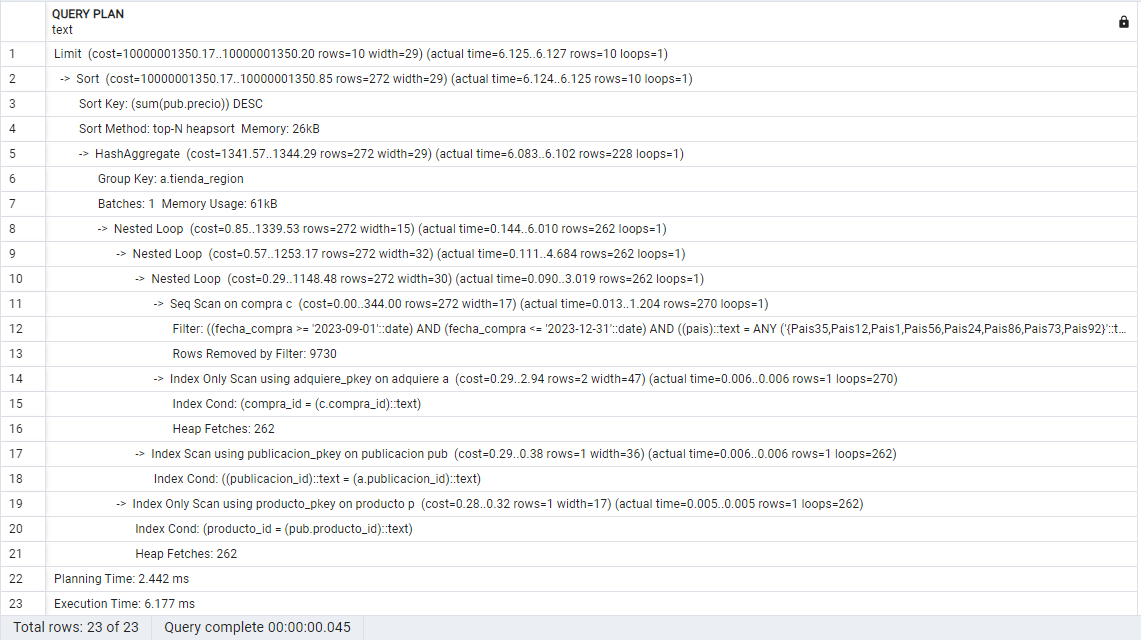 QUERY PLAN
text
1 Limit (cost=10000001350.17..10000001350.20 rows=10 width=29) (actual time=6.125..6.127 rows=10 loops=1)
2 -> Sort (cost=10000001350.17..10000001350.85 rows=272 width=29) (actual time=6.124..6.125 rows=10 loops=1)
3 Sort Key: (sum(pub.precio)) DESC
4 Sort Method: top-N heapsort Memory: 26kB
5 -> HashAggregate (cost=1341.57..1344.29 rows=272 width=29) (actual time=6.083..6.102 rows=228 loops=1)
6 Group Key: a.tienda_region
7 Batches: 1 Memory Usage: 61kB
8 -> Nested Loop (cost=0.85..1339.53 rows=272 width=15) (actual time=0.144..6.010 rows=262 loops=1)
9 -> Nested Loop (cost=0.57..1253.17 rows=272 width=32) (actual time=0.111..4.684 rows=262 loops=1)
10 -> Nested Loop (cost=0.29..1148.48 rows=272 width=30) (actual time=0.090..3.019 rows=262 loops=1)
11 -> Seq Scan on compra c (cost=0.00..344.00 rows=272 width=17) (actual time=0.013..1.204 rows=270 loops=1)
12 Filter: ((fecha_compra >= '2023-09-01'::date) AND (fecha_compra <= '2023-12-31'::date) AND ((pais)::text = ANY ('{Pais35,Pais12,Pais1,Pais56,Pais24,Pais86,Pais73,Pais92}'::t...
13 Rows Removed by Filter: 9730
14 -> Index Only Scan using adquiere_pkey on adquiere a (cost=0.29..2.94 rows=2 width=47) (actual time=0.006..0.006 rows=1 loops=270)
15 Index Cond: (compra_id = (c.compra_id)::text)
16 Heap Fetches: 262
17 -> Index Scan using publicacion_pkey on publicacion pub (cost=0.29..0.38 rows=1 width=36) (actual time=0.006..0.006 rows=1 loops=262)
18 Index Cond: ((publicacion_id)::text = (a.publicacion_id)::text)
19 -> Index Only Scan using producto_pkey on producto p (cost=0.28..0.32 rows=1 width=17) (actual time=0.005..0.005 rows=1 loops=262)
20 Index Cond: (producto_id = (pub.producto_id)::text)
21 Heap Fetches: 262
22 Planning Time: 2.442 ms
23 Execution Time: 6.177 ms
Total rows: 23 of 23 Query complete 00:00:00.045